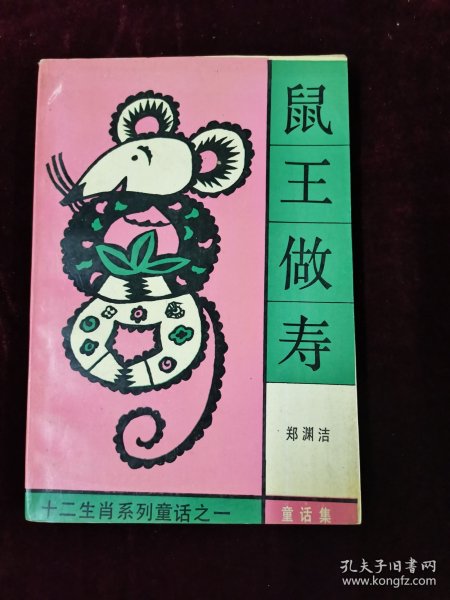 鼠王做寿
郑渊洁
十二生肖系列童话之一
童话集
孔夫子旧书网
www.kongfz.com